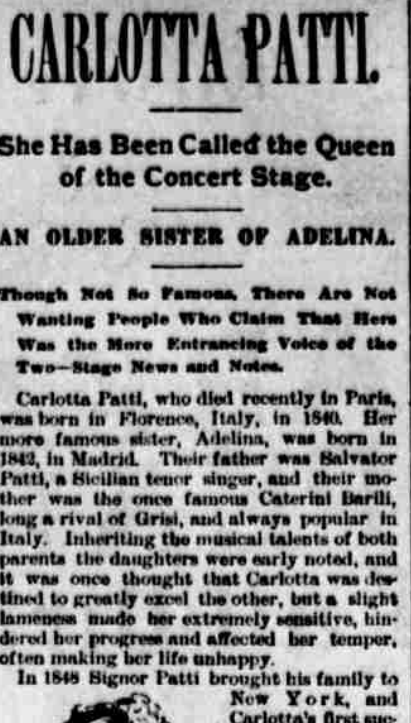 CARLOTTA PATTI.
She Has Been Called the Queen
of the Concert Stage.
AN OLDER SISTER OF ADELINA.
Though Not So Famous, There Are Not
Wanting People Who Claim That Hers
Was the More Entrancing Voice of the
Two—Stage News and Notes.
Carlotta Patti, who died recently in Paris,
was born in Florence, Italy, in 1840. Her
more famous sister, Adelina, was born in
1842, in Madrid. Their father was Salvator
Patti, a Sicilian tenor singer, and their mo-
ther was the once famous Caterini Barili,
long a rival of Grisi, and always popular in
Italy. Inheriting the musical talents of both
parents the daughters were early noted, and
it was once thought that Carlotta was des-
tined to greatly excel the other, but a slight
lameness made her extremely sensitive, hin-
dered her progress and affected her temper,
often making her life unhappy.
In 1848 Signor Patti brought his family to
New York, and
Carlotta's first suc-